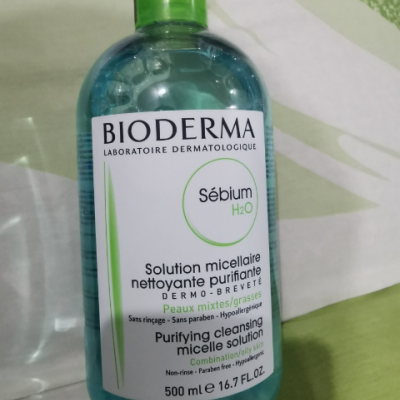 BIODERMA
LABORATOIRE DERMATOLOGIQUE
Sébium
H2O
Solution micellaire
nettoyante purifiante
DERMO-BREVETÉ
Peaux mixtes/grasses
Sans rinçage - Sans paraben - Hypoallergénique
Purifying cleansing
micelle solution
Combination/oily skin
Non-rinse - Paraben free - Hypoallergenic
500 ml e 16.7 FL.OZ.